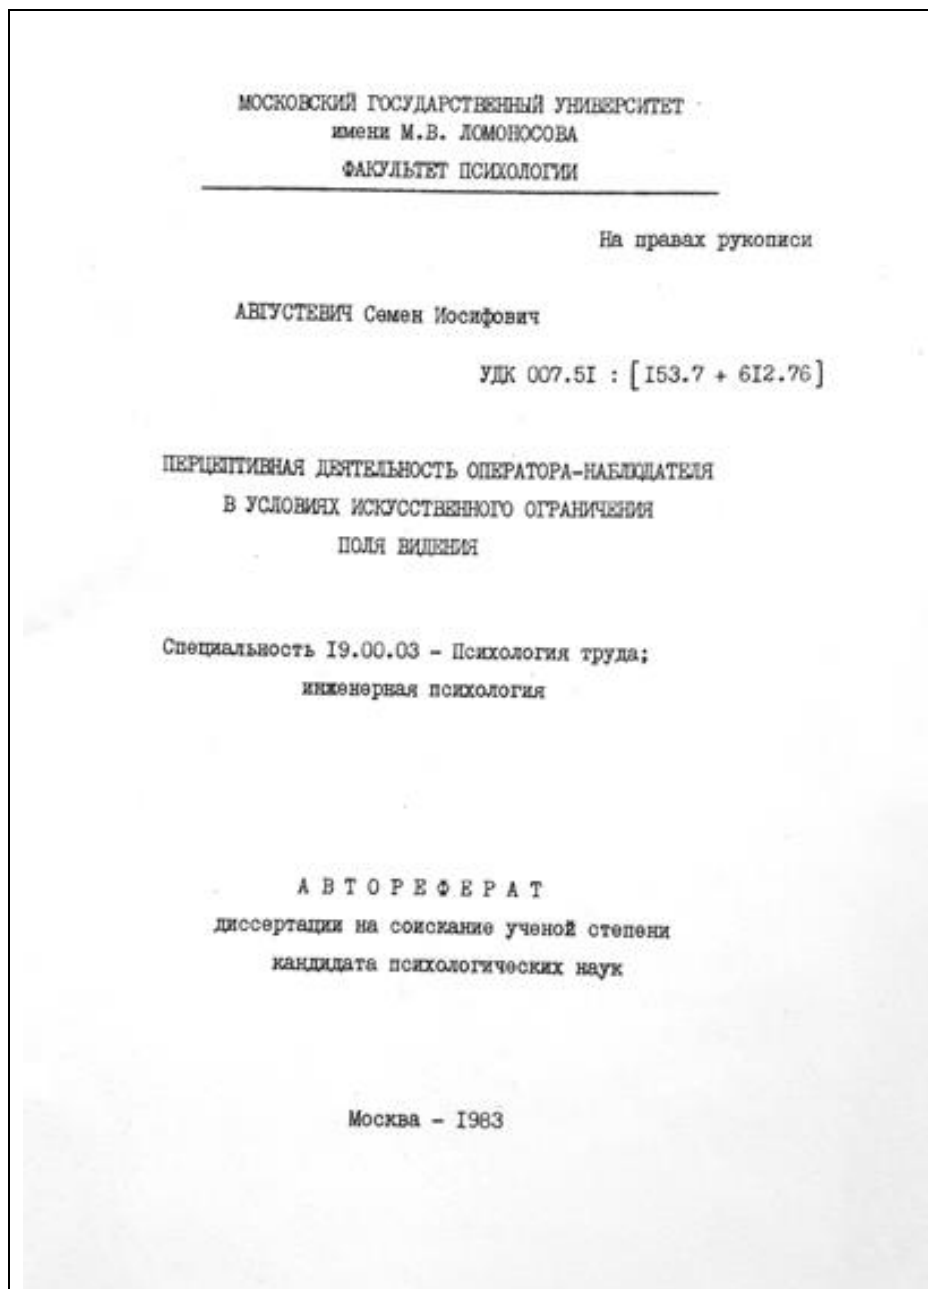 МОСКОВСКИЙ ГОСУДАРСТВЕННЫЙ УНИВЕРСИТЕТ
имени М.В. ЛОМОНОСОВА
ФАКУЛЬТЕТ ПСИХОЛОГИИ
На правах рукописи
АВГУСТЕВИЧ Семен Иосифович
УДК 007.5I : [I53.7 + 6I2.76]
ПЕРЦЕПТИВНАЯ ДЕЯТЕЛЬНОСТЬ ОПЕРАТОРА-НАБЛЮДАТЕЛЯ
В УСЛОВИЯХ ИСКУССТВЕННОГО ОГРАНИЧЕНИЯ
ПОЛЯ ВИДЕНИЯ
Специальность I9.00.03 - Психология труда;
инженерная психология
А В Т О Р Е Ф Е Р А Т
диссертации на соискание ученой степени
кандидата психологических наук
Москва - I983